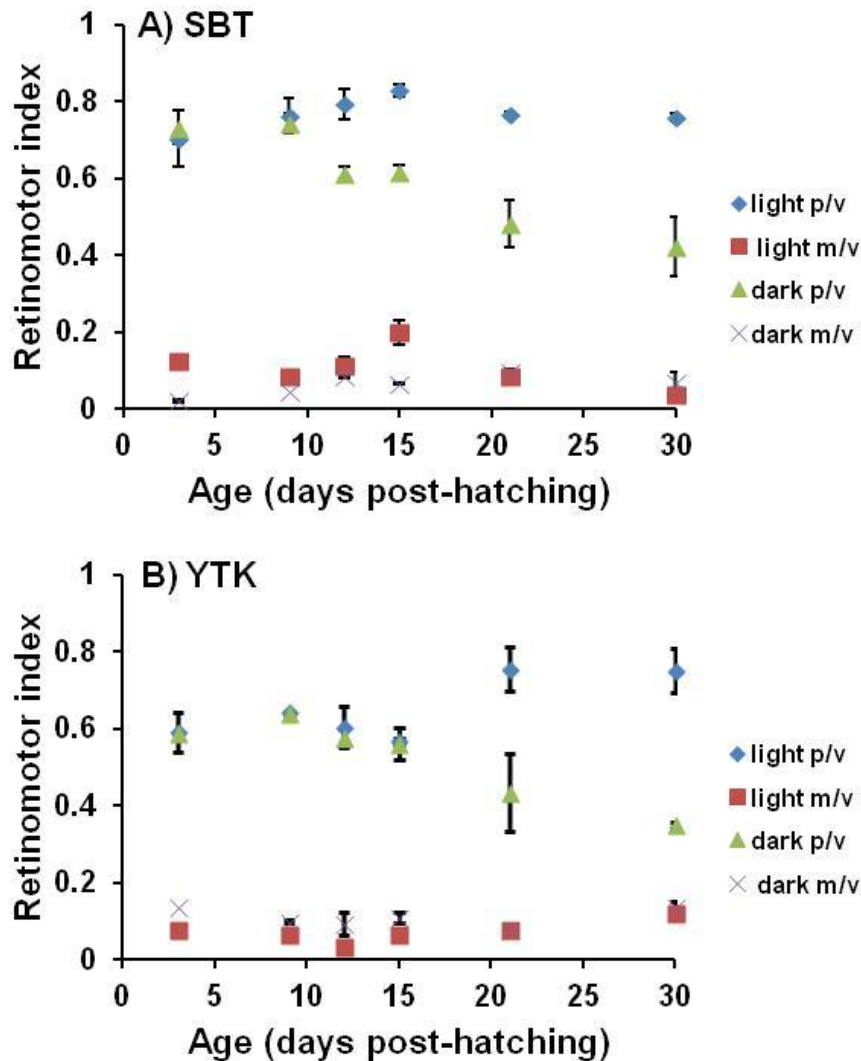 A) SBT
1
0.8
0.6
0.4
0.2
0
Retinomotor index
0 5 10 15 20 25 30
Age (days post-hatching)
light p/v
light m/v
dark p/v
dark m/v
B) YTK
1
0.8
0.6
0.4
0.2
0
Retinomotor index
0 5 10 15 20 25 30
Age (days post-hatching)
light p/v
light m/v
dark p/v
dark m/v